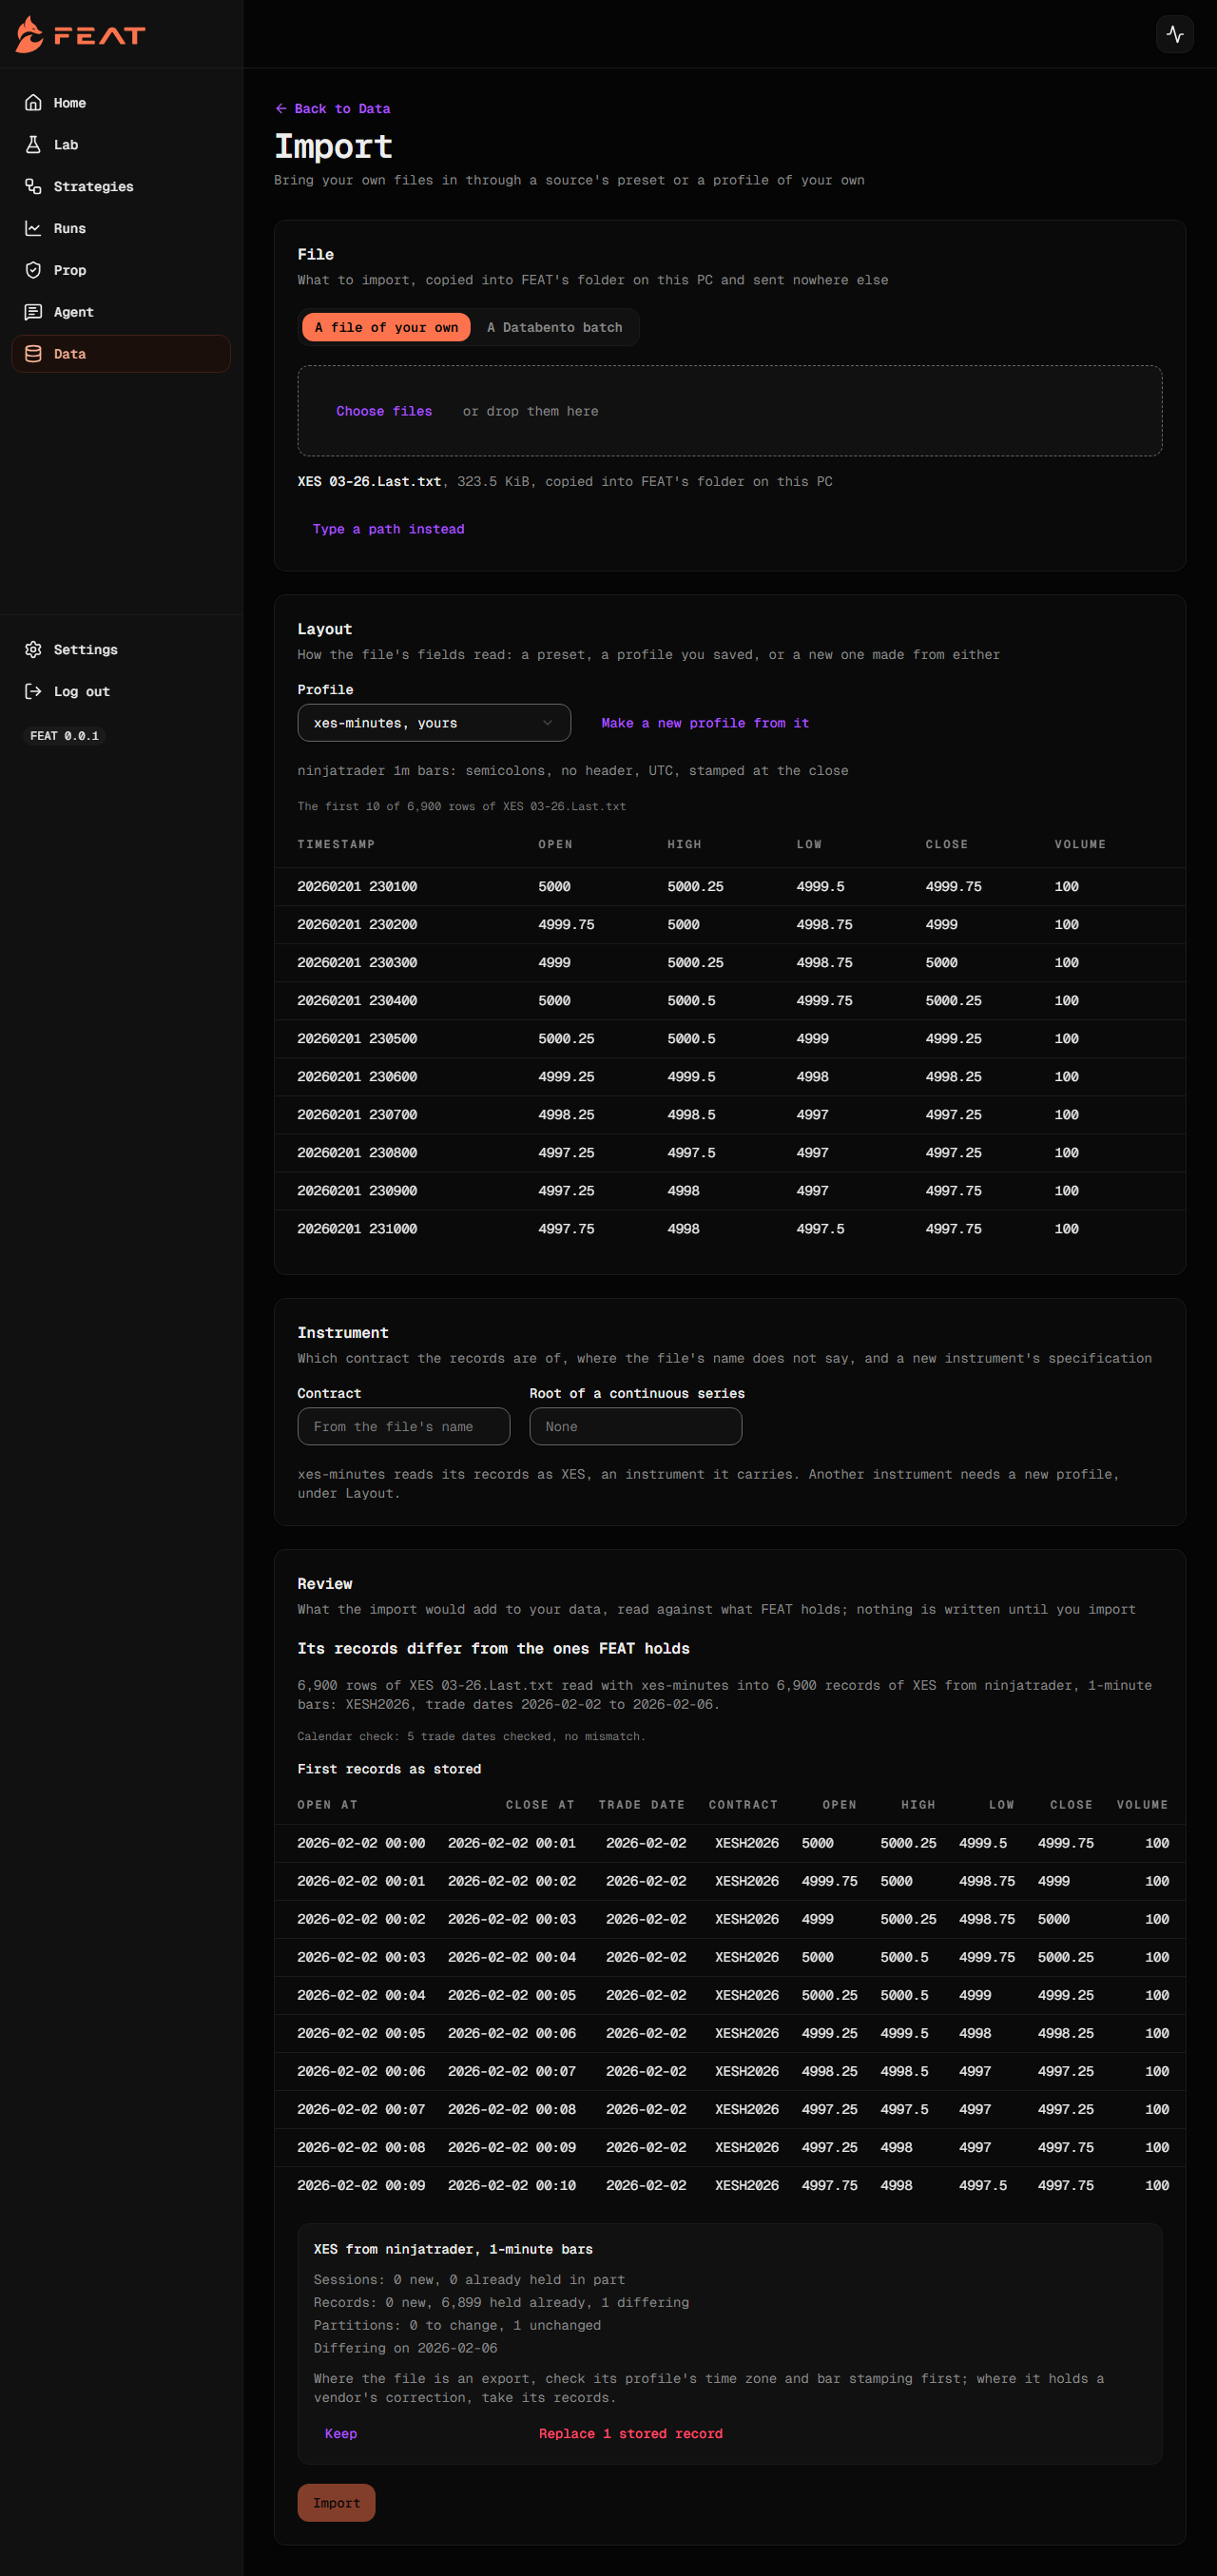 FEAT
Home
Lab
Strategies
Runs
Prop
Agent
Data
Settings
Log out
FEAT 0.0.1
← Back to Data
Import
Bring your own files in through a source's preset or a profile of your own
File
What to import, copied into FEAT's folder on this PC and sent nowhere else
A file of your own A Databento batch
Choose files or drop them here
XES 03-26.Last.txt, 323.5 KiB, copied into FEAT's folder on this PC
Type a path instead
Layout
How the file's fields read: a preset, a profile you saved, or a new one made from either
Profile
xes-minutes, yours Make a new profile from it
ninjatrader 1m bars: semicolons, no header, UTC, stamped at the close
The first 10 of 6,900 rows of XES 03-26.Last.txt
TIMESTAMP OPEN HIGH LOW CLOSE VOLUME
20260201 230100 5000 5000.25 4999.5 4999.75 100
20260201 230200 4999.75 5000 4998.75 4999 100
20260201 230300 4999 5000.25 4998.75 5000 100
20260201 230400 5000 5000.5 4999.75 5000.25 100
20260201 230500 5000.25 5000.5 4999 4999.25 100
20260201 230600 4999.25 4999.5 4998 4998.25 100
20260201 230700 4998.25 4998.5 4997 4997.25 100
20260201 230800 4997.25 4997.5 4997 4997.25 100
20260201 230900 4997.25 4998 4997 4997.75 100
20260201 231000 4997.75 4998 4997.5 4997.75 100
Instrument
Which contract the records are of, where the file's name does not say, and a new instrument's specification
Contract Root of a continuous series
From the file's name None
xes-minutes reads its records as XES, an instrument it carries. Another instrument needs a new profile,
under Layout.
Review
What the import would add to your data, read against what FEAT holds; nothing is written until you import
Its records differ from the ones FEAT holds
6,900 rows of XES 03-26.Last.txt read with xes-minutes into 6,900 records of XES from ninjatrader, 1-minute
bars: XESH2026, trade dates 2026-02-02 to 2026-02-06.
Calendar check: 5 trade dates checked, no mismatch.
First records as stored
OPEN AT CLOSE AT TRADE DATE CONTRACT OPEN HIGH LOW CLOSE VOLUME
2026-02-02 00:00 2026-02-02 00:01 2026-02-02 XESH2026 5000 5000.25 4999.5 4999.75 100
2026-02-02 00:01 2026-02-02 00:02 2026-02-02 XESH2026 4999.75 5000 4998.75 4999 100
2026-02-02 00:02 2026-02-02 00:03 2026-02-02 XESH2026 4999 5000.25 4998.75 5000 100
2026-02-02 00:03 2026-02-02 00:04 2026-02-02 XESH2026 5000 5000.5 4999.75 5000.25 100
2026-02-02 00:04 2026-02-02 00:05 2026-02-02 XESH2026 5000.25 5000.5 4999 4999.25 100
2026-02-02 00:05 2026-02-02 00:06 2026-02-02 XESH2026 4999.25 4999.5 4998 4998.25 100
2026-02-02 00:06 2026-02-02 00:07 2026-02-02 XESH2026 4998.25 4998.5 4997 4997.25 100
2026-02-02 00:07 2026-02-02 00:08 2026-02-02 XESH2026 4997.25 4997.5 4997 4997.25 100
2026-02-02 00:08 2026-02-02 00:09 2026-02-02 XESH2026 4997.25 4998 4997 4997.75 100
2026-02-02 00:09 2026-02-02 00:10 2026-02-02 XESH2026 4997.75 4998 4997.5 4997.75 100
XES from ninjatrader, 1-minute bars
Sessions: 0 new, 0 already held in part
Records: 0 new, 6,899 held already, 1 differing
Partitions: 0 to change, 1 unchanged
Differing on 2026-02-06
Where the file is an export, check its profile's time zone and bar stamping first; where it holds a
vendor's correction, take its records.
Keep Replace 1 stored record
Import